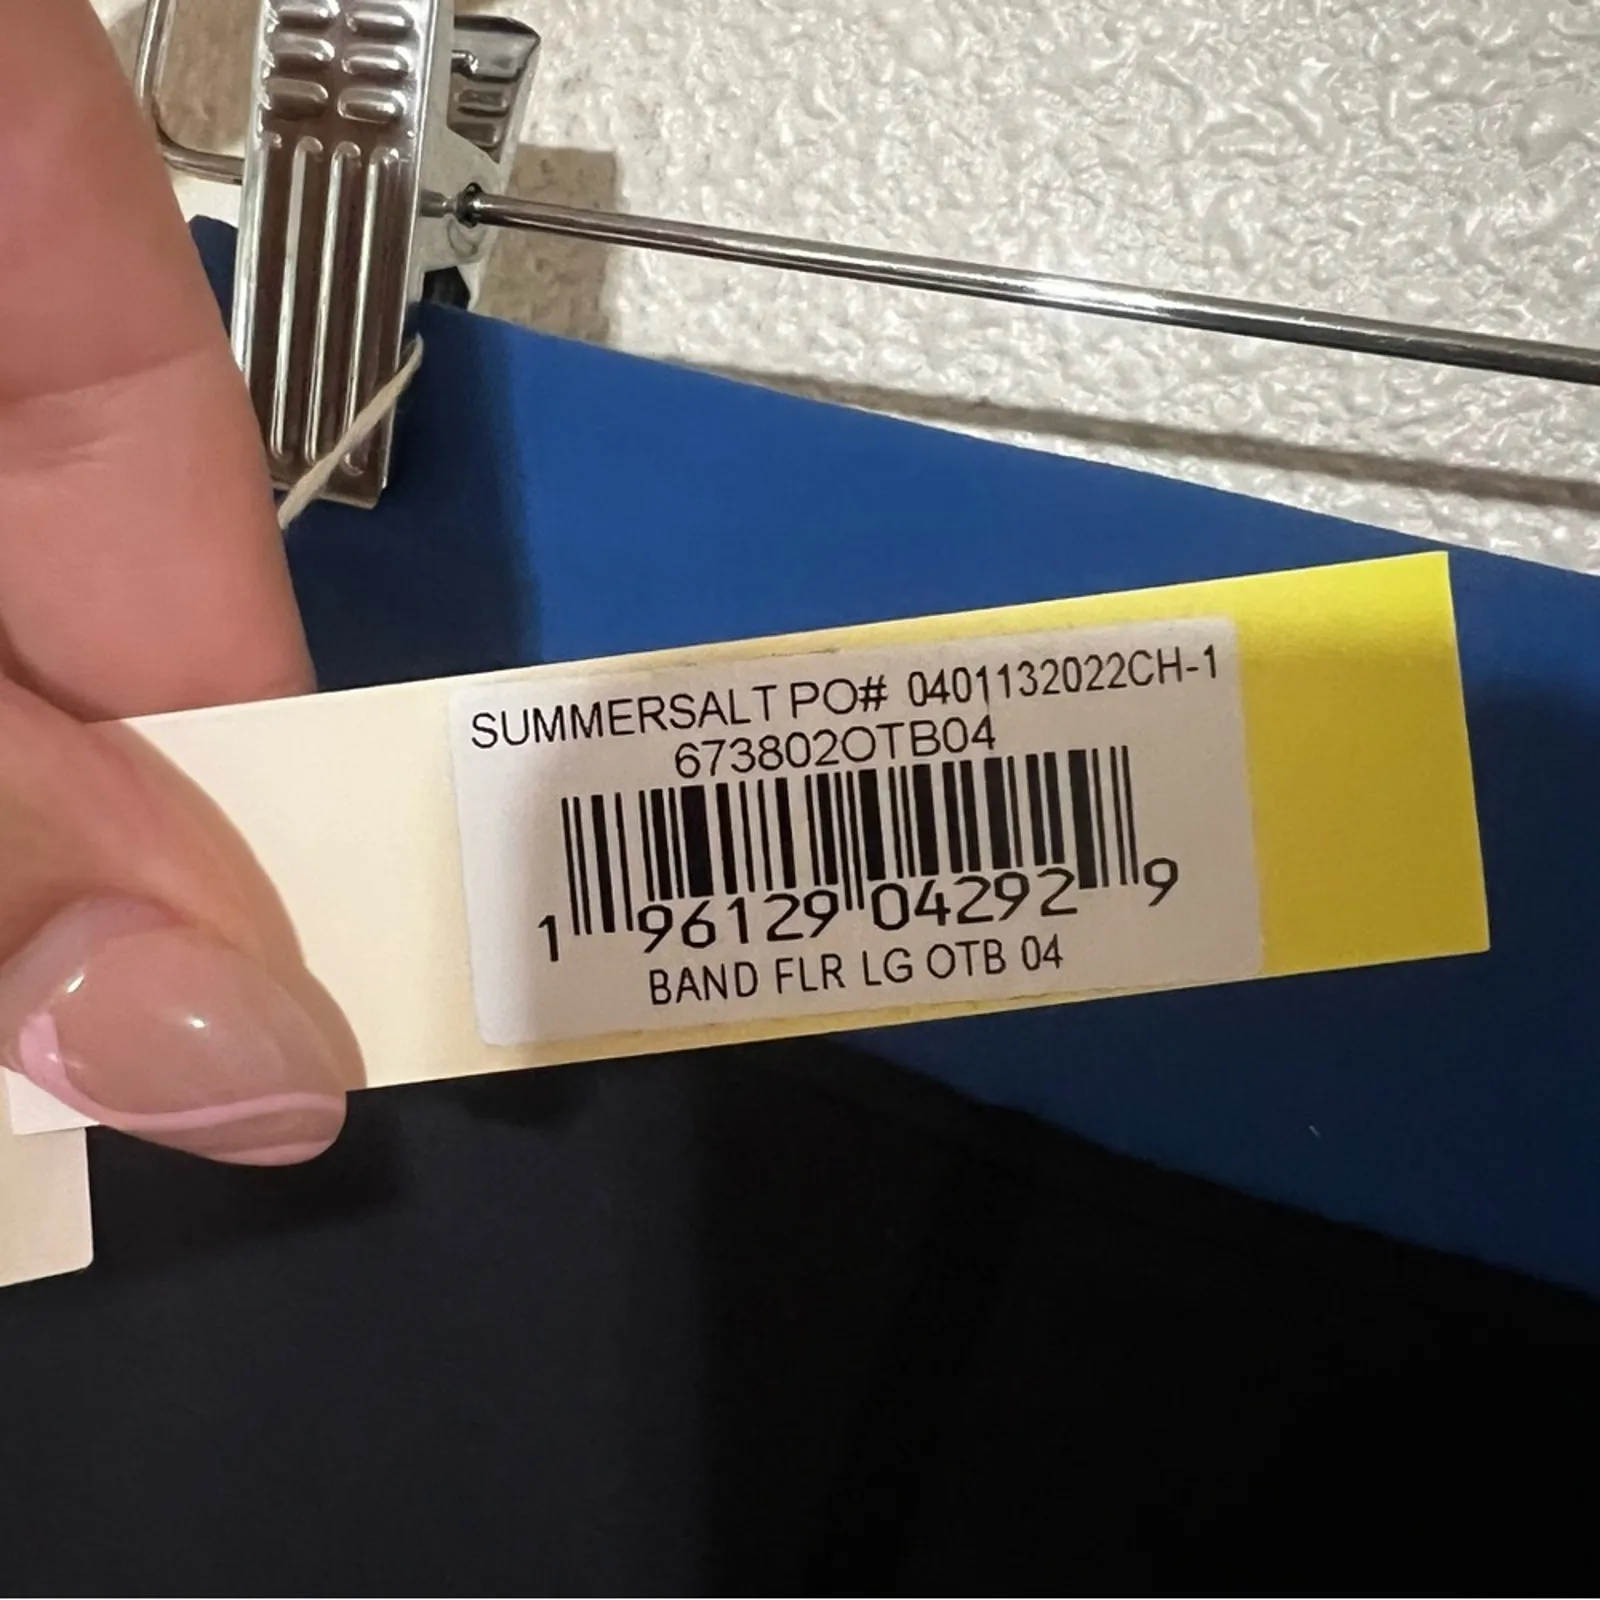 SUMMERSALT PO# 0401132022CH-1
673802OTB04
1 96129 04292 9
BAND FLR LG OTB 04